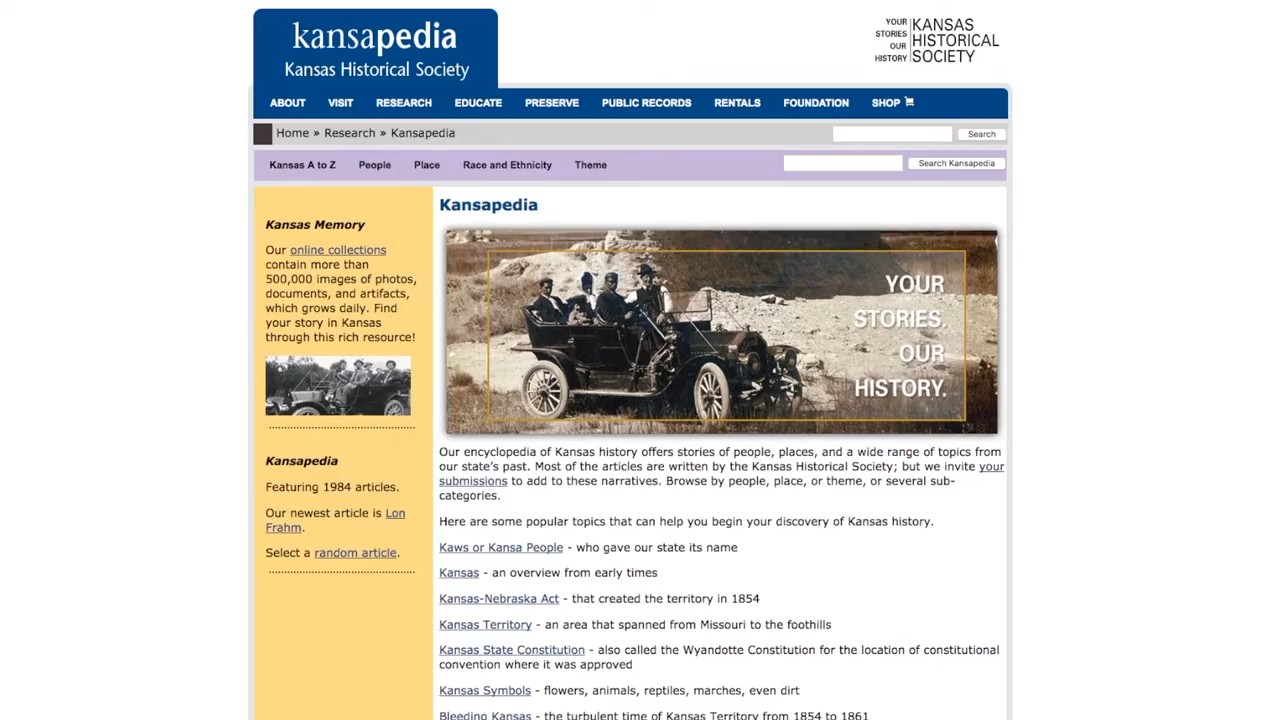 kansapedia
Kansas Historical Society
YOUR
STORIES
OUR
HISTORY
KANSAS
HISTORICAL
SOCIETY
ABOUT VISIT RESEARCH EDUCATE PRESERVE PUBLIC RECORDS RENTALS FOUNDATION SHOP
Home » Research » Kansapedia
Search
Kansas A to Z People Place Race and Ethnicity Theme
Search Kansapedia
Kansas Memory
Our online collections
contain more than
500,000 images of photos,
documents, and artifacts,
which grows daily. Find
your story in Kansas
through this rich resource!
Kansapedia
Featuring 1984 articles.
Our newest article is Lon
Frahm.
Select a random article.
Kansapedia
YOUR
STORIES.
OUR
HISTORY.
Our encyclopedia of Kansas history offers stories of people, places, and a wide range of topics from
our state's past. Most of the articles are written by the Kansas Historical Society; but we invite your
submissions to add to these narratives. Browse by people, place, or theme, or several sub-
categories.
Here are some popular topics that can help you begin your discovery of Kansas history.
Kaws or Kansa People - who gave our state its name
Kansas - an overview from early times
Kansas-Nebraska Act - that created the territory in 1854
Kansas Territory - an area that spanned from Missouri to the foothills
Kansas State Constitution - also called the Wyandotte Constitution for the location of constitutional
convention where it was approved
Kansas Symbols - flowers, animals, reptiles, marches, even dirt
Bleeding Kansas - the turbulent time of Kansas Territory from 1854 to 1861